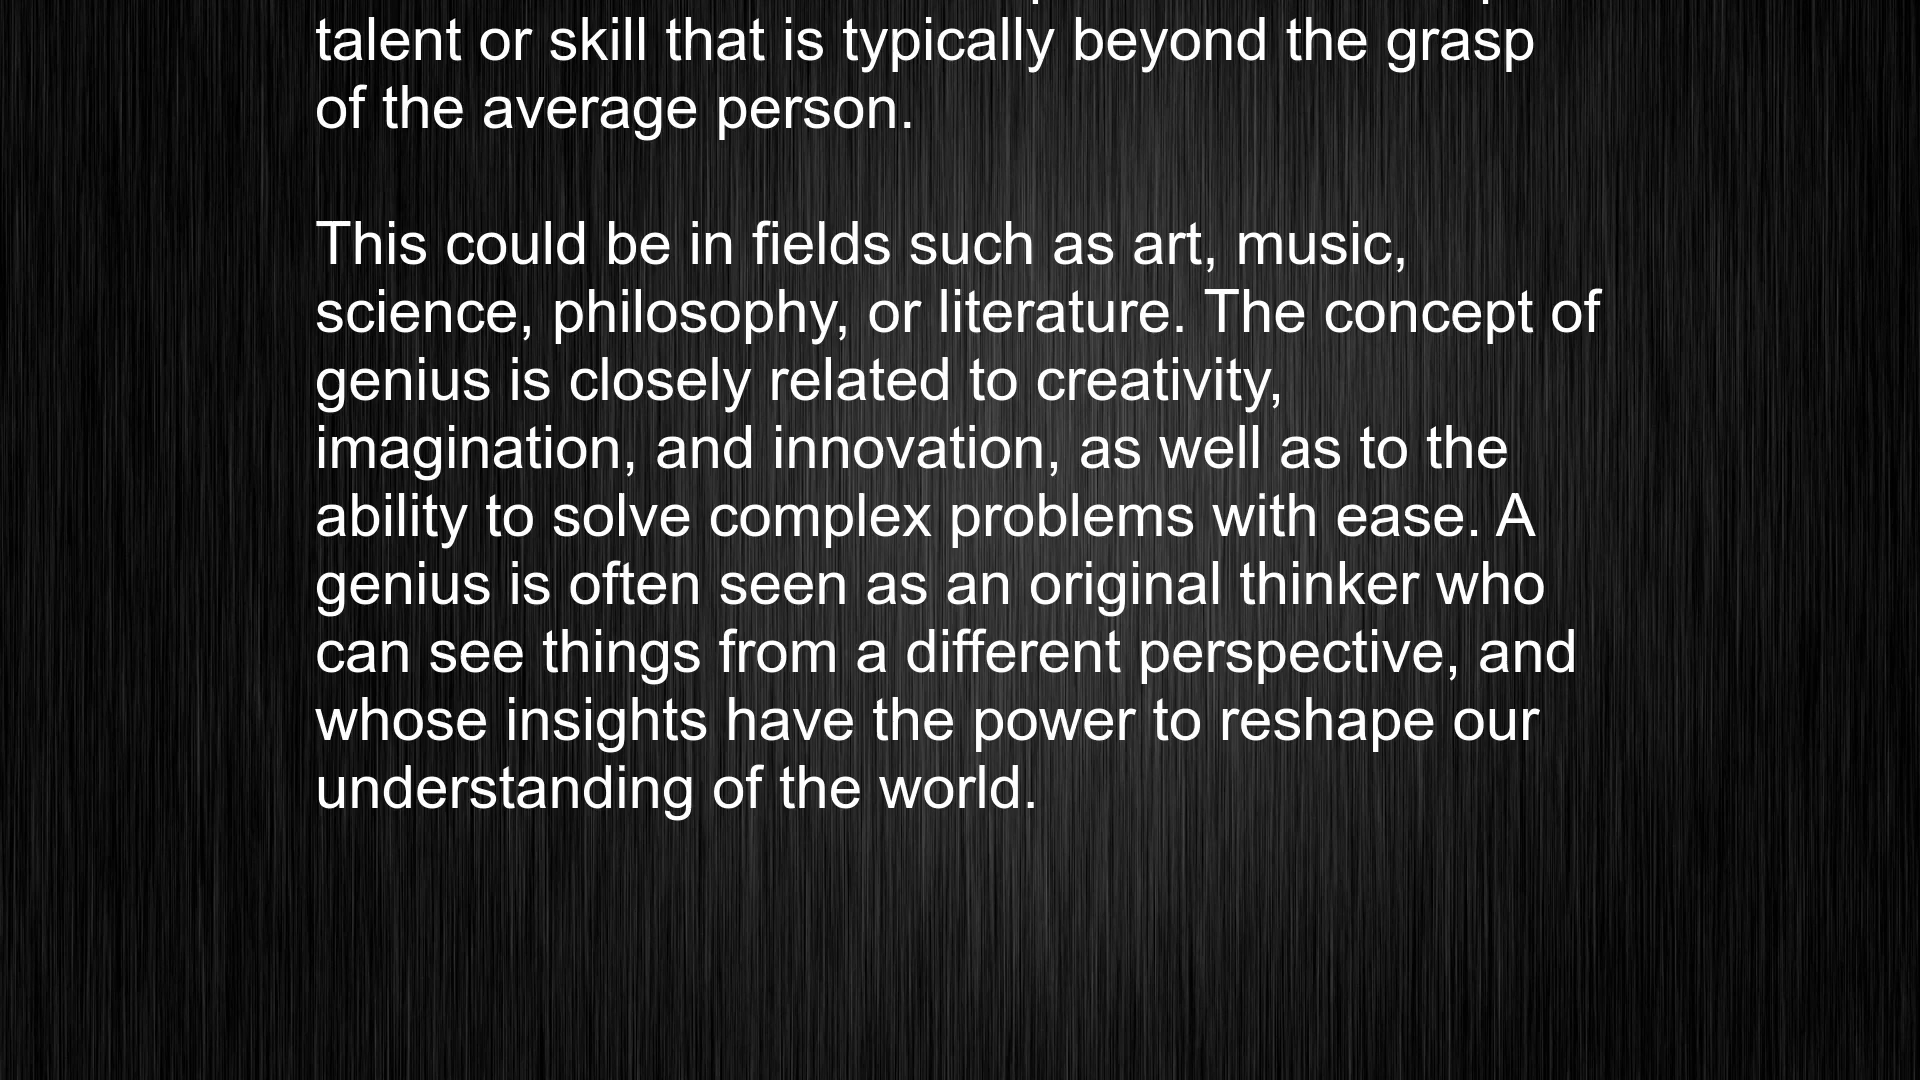 talent or skill that is typically beyond the grasp
of the average person.
This could be in fields such as art, music,
science, philosophy, or literature. The concept of
genius is closely related to creativity,
imagination, and innovation, as well as to the
ability to solve complex problems with ease. A
genius is often seen as an original thinker who
can see things from a different perspective, and
whose insights have the power to reshape our
understanding of the world.